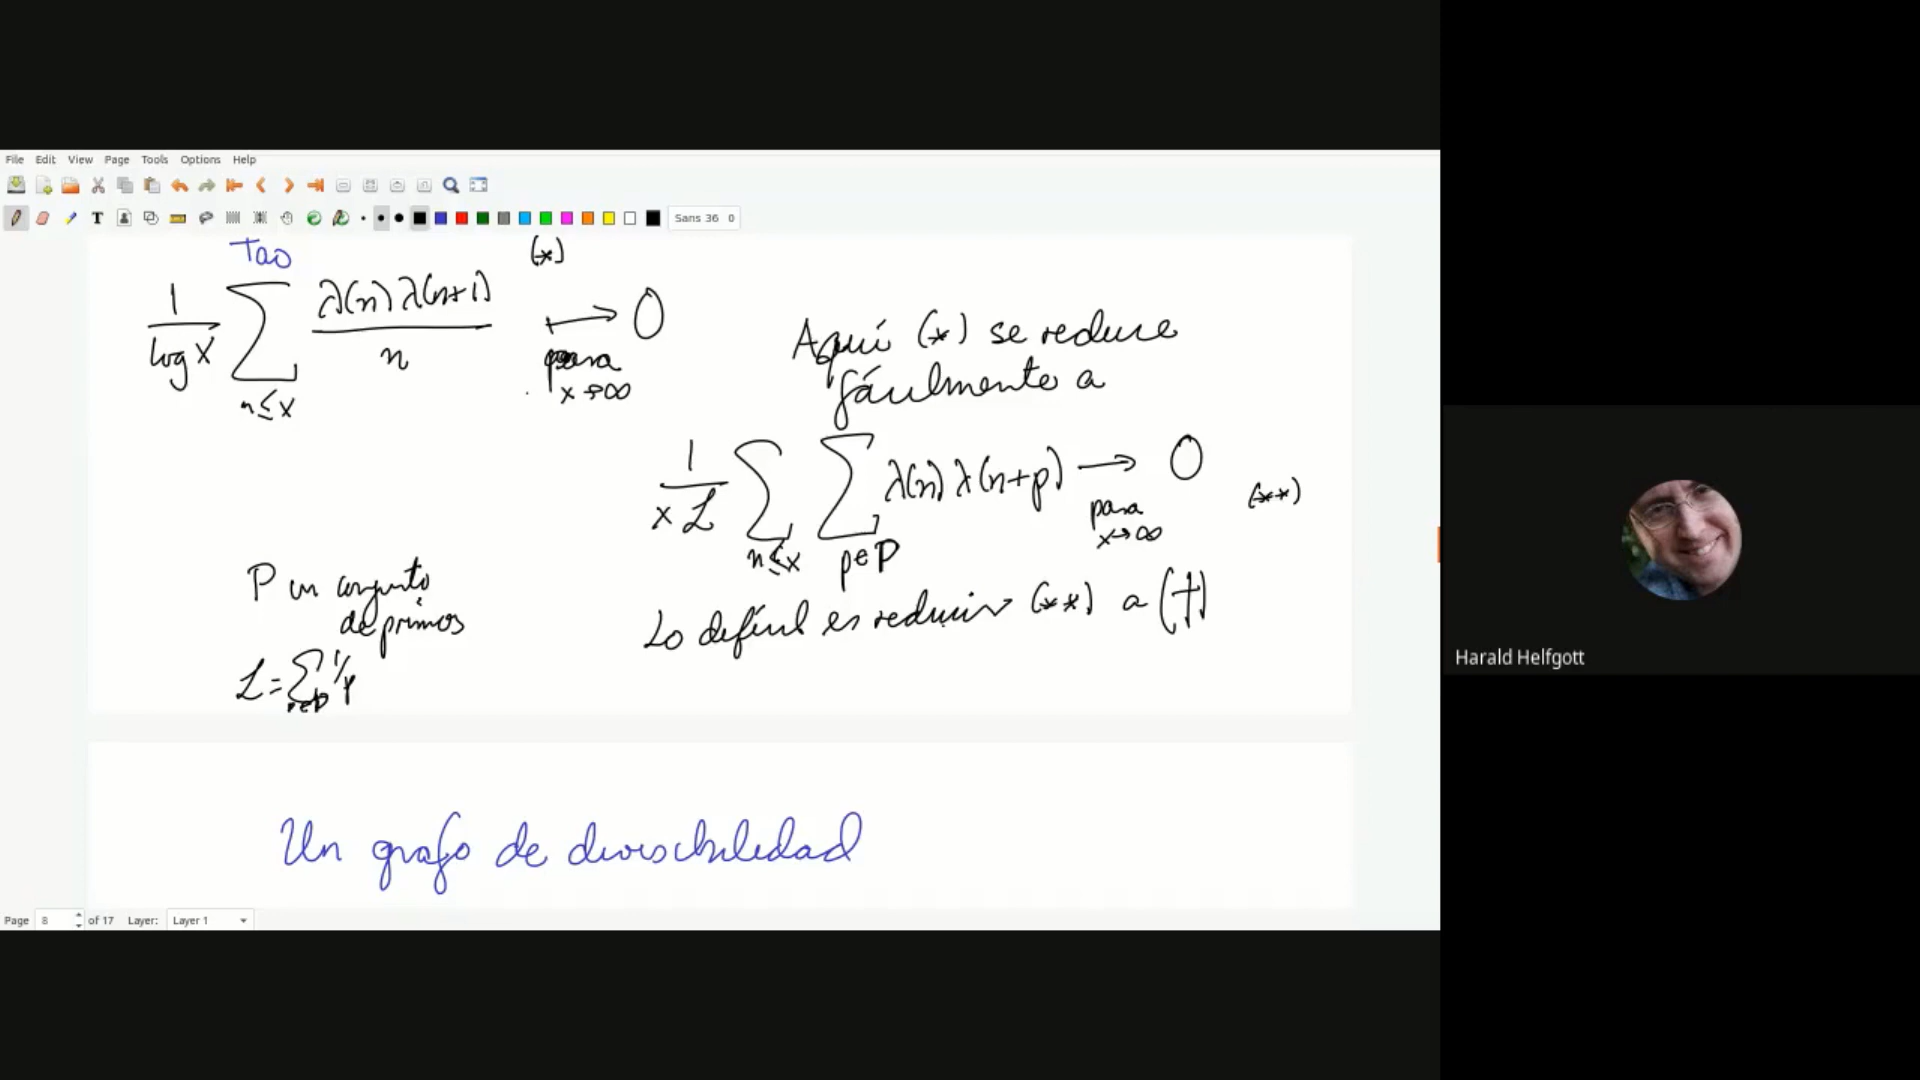 File Edit View Page Tools Options Help
Sans 36 0
Tao
(*)
1/log x ∑_{n≤x} λ(n)λ(n+1)/n ⟶ 0
para x→∞
Aquí (*) se reduce
fácilmente a
1/(x ℒ) ∑_{n≤x} ∑_{p∈P} λ(n)λ(n+p) ⟶ 0
para x→∞
(**)
P un conjunto
de primos
ℒ = ∑_{p∈P} 1/p
Lo difícil es reducir (**) a (†)
Un grafo de divisibilidad
Page 8 of 17 Layer: Layer 1
Harald Helfgott